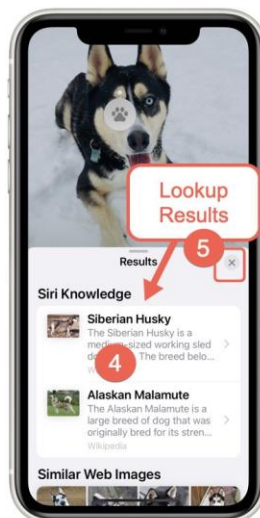 Lookup
Results
5
Results
Siri Knowledge
Siberian Husky
The Siberian Husky is a
sized working sled
The breed belo...
4
Alaskan Malamute
The Alaskan Malamute is a
large breed of dog that was
originally bred for its stren...
Wikipedia
Similar Web Images